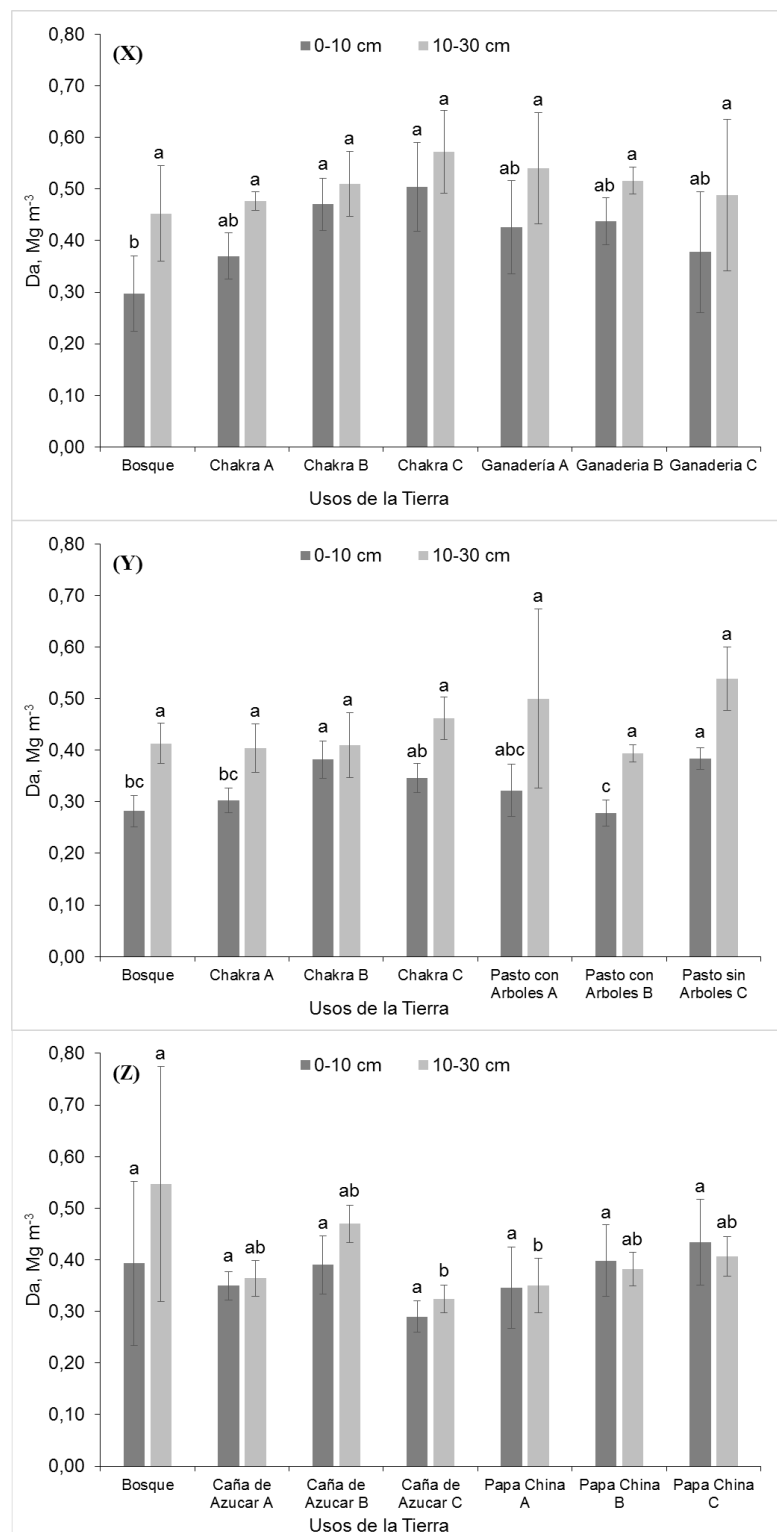 (X)
0-10 cm 10-30 cm
Da, Mg m-3
0,80
0,70
0,60
0,50
0,40
0,30
0,20
0,10
0,00
b a ab a a a a a ab a ab a ab a
Bosque Chakra A Chakra B Chakra C Ganadería A Ganaderia B Ganaderia C
Usos de la Tierra
(Y)
0-10 cm 10-30 cm
Da, Mg m-3
0,80
0,70
0,60
0,50
0,40
0,30
0,20
0,10
0,00
bc a bc a a a ab a abc a c a a a
Bosque Chakra A Chakra B Chakra C Pasto con Pasto con Pasto sin
Arboles A Arboles B Arboles C
Usos de la Tierra
(Z)
0-10 cm 10-30 cm
Da, Mg m-3
0,80
0,70
0,60
0,50
0,40
0,30
0,20
0,10
0,00
a a a ab a ab a b a b a ab a ab
Bosque Caña de Caña de Caña de Papa China Papa China Papa China
Azucar A Azucar B Azucar C A B C
Usos de la Tierra